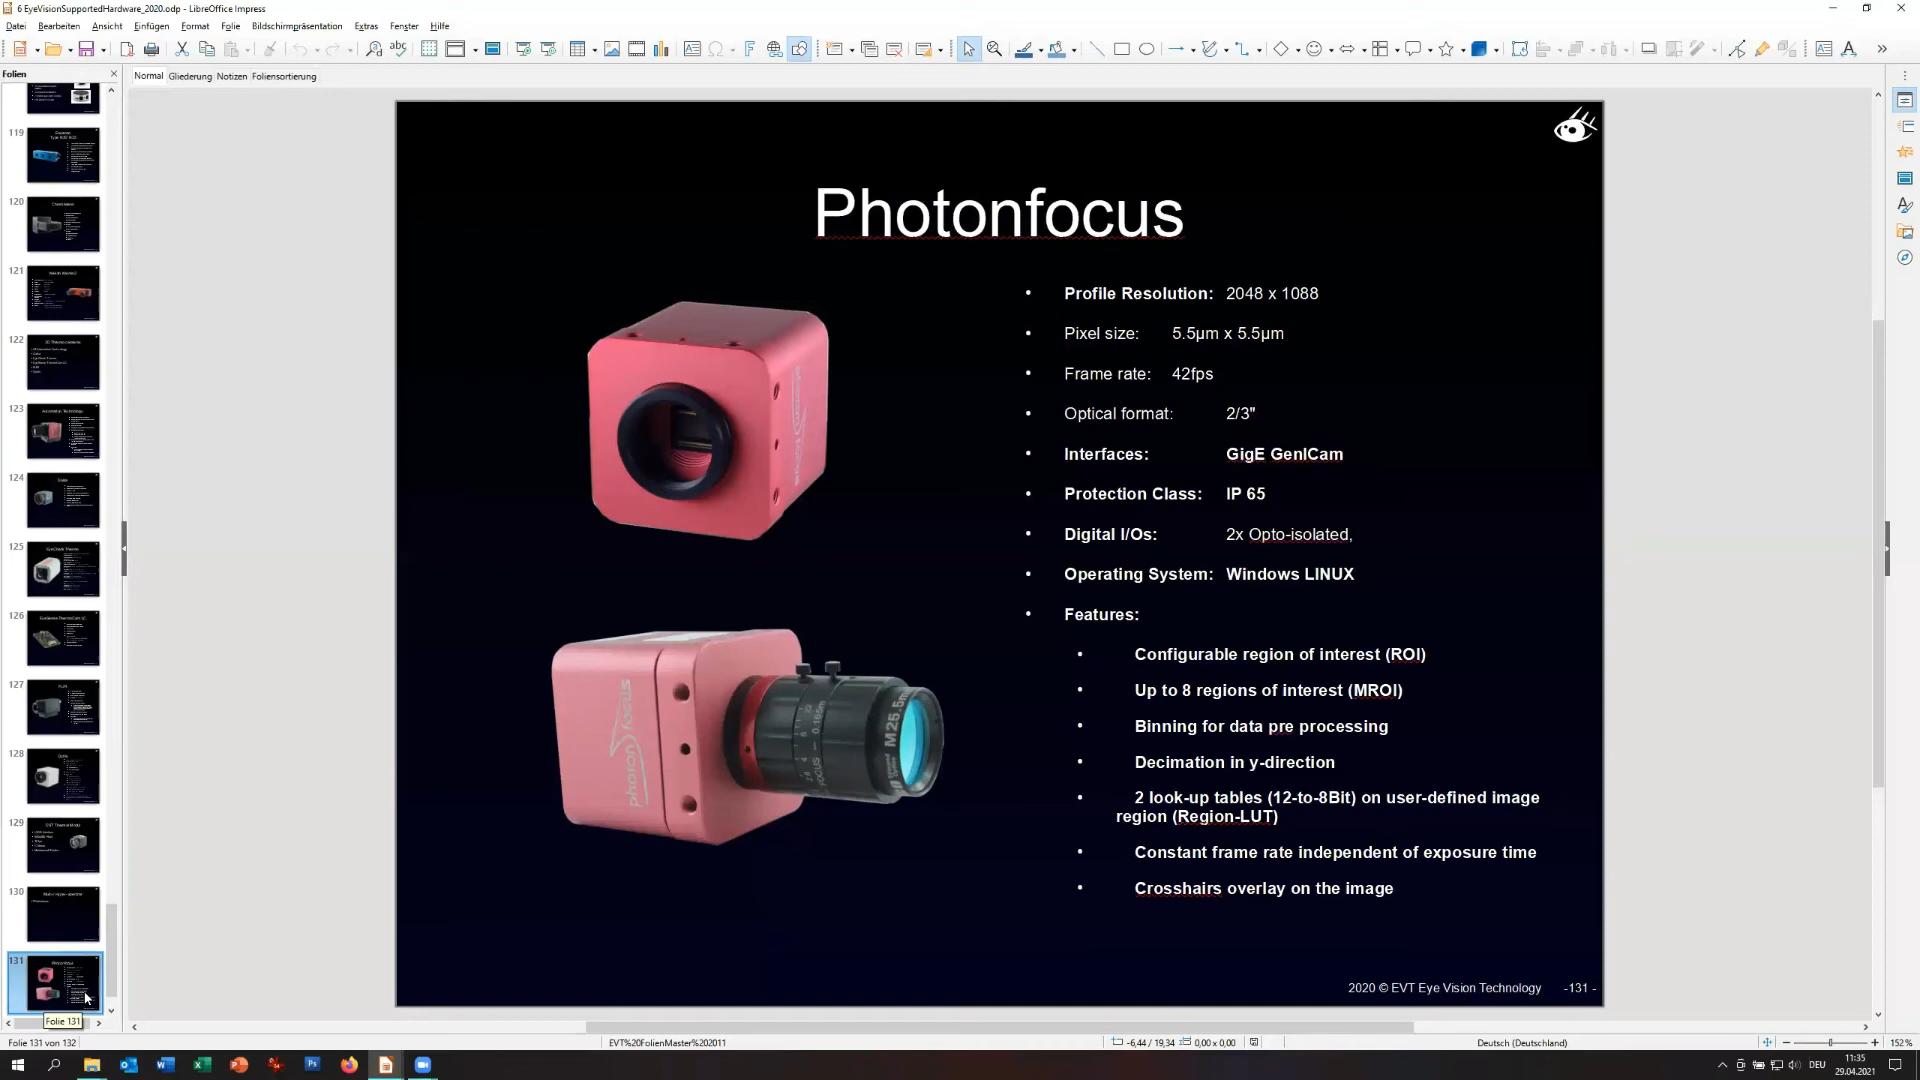 6 EyeVisionSupportedHardware_2020.odp - LibreOffice Impress
Datei Bearbeiten Ansicht Einfügen Format Folie Bildschirmpräsentation Extras Fenster Hilfe
Folien
Normal Gliederung Notizen Foliensortierung
Photonfocus
• Profile Resolution: 2048 x 1088
• Pixel size: 5.5µm x 5.5µm
• Frame rate: 42fps
• Optical format: 2/3"
• Interfaces: GigE GenICam
• Protection Class: IP 65
• Digital I/Os: 2x Opto-isolated,
• Operating System: Windows LINUX
• Features:
• Configurable region of interest (ROI)
• Up to 8 regions of interest (MROI)
• Binning for data pre processing
• Decimation in y-direction
• 2 look-up tables (12-to-8Bit) on user-defined image
region (Region-LUT)
• Constant frame rate independent of exposure time
• Crosshairs overlay on the image
photonfocus
M25.5m
FOCUS
2020 © EVT Eye Vision Technology -131 -
119
120
121
122
123
124
125
126
127
128
129
130
131
Folie 131
Folie 131 von 132
EVT%20FolienMaster%202011
-6,44 / 19,34 0,00 x 0,00
Deutsch (Deutschland)
152%
DEU
11:35
29.04.2021